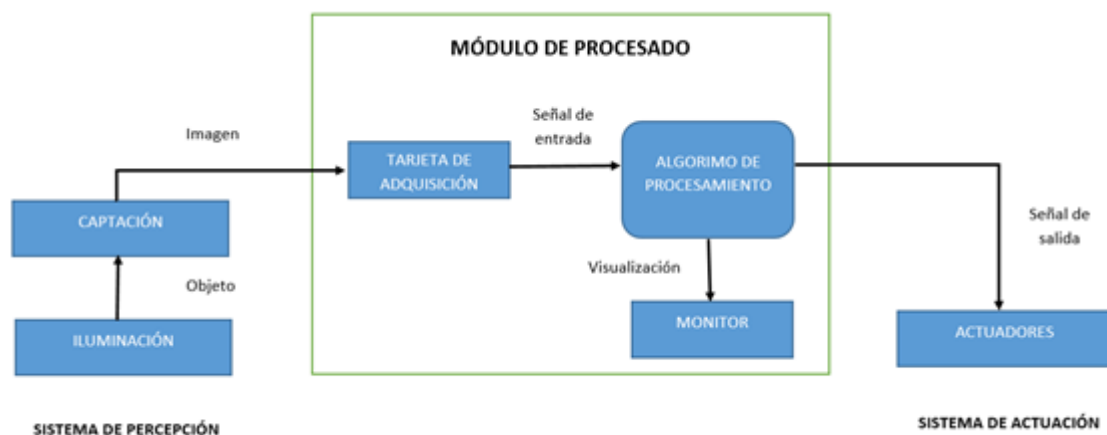 MÓDULO DE PROCESADO
Imagen
Señal de
entrada
TARJETA DE
ADQUISICIÓN
ALGORIMO DE
PROCESAMIENTO
CAPTACIÓN
Señal de
salida
Objeto
Visualización
ILUMINACIÓN
MONITOR
ACTUADORES
SISTEMA DE PERCEPCIÓN
SISTEMA DE ACTUACIÓN